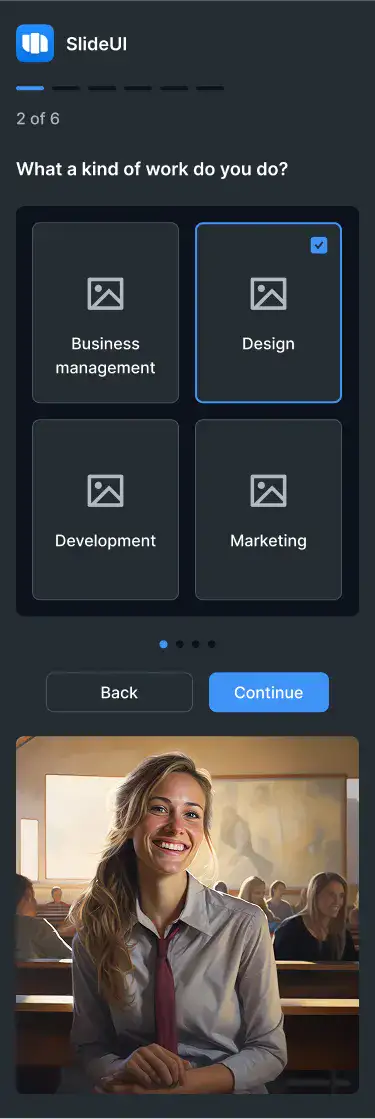 SlideUI
2 of 6
What a kind of work do you do?
Business
management
Design
Development
Marketing
Back
Continue